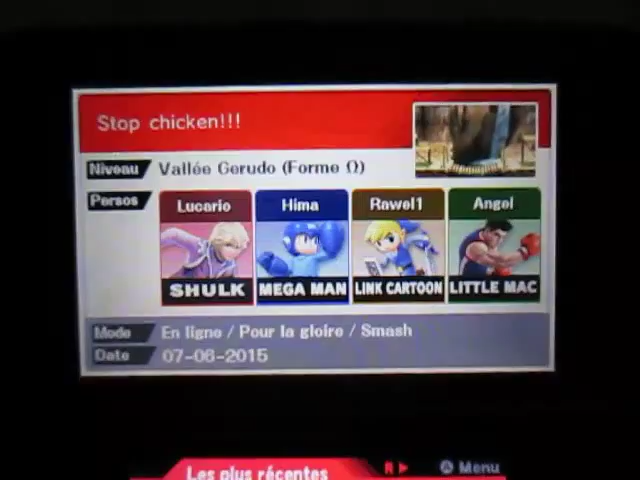 Stop chicken!!!
Niveau Vallée Gerudo (Forme Ω)
Persos
Lucario Hima Rawel1 Angel
SHULK MEGA MAN LINK CARTOON LITTLE MAC
Mode En ligne / Pour la gloire / Smash
Date 07-06-2015
Les plus récentes R A Menu